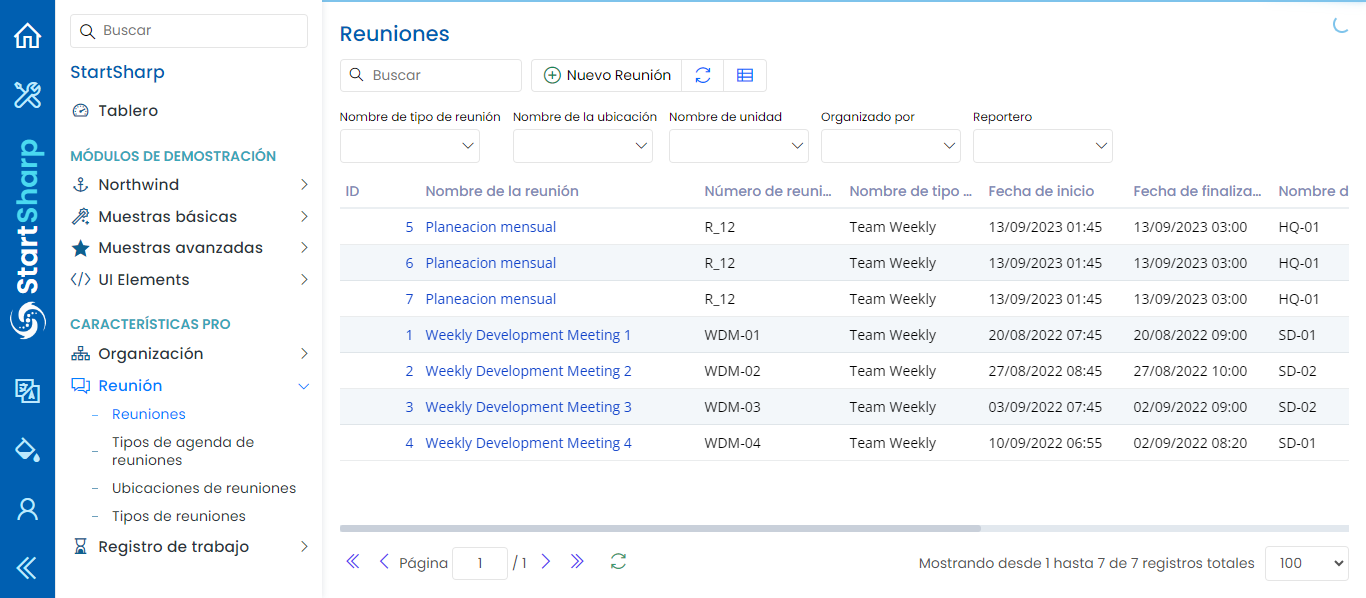 StartSharp
Buscar
StartSharp
Tablero
MÓDULOS DE DEMOSTRACIÓN
Northwind
Muestras básicas
Muestras avanzadas
UI Elements
CARACTERÍSTICAS PRO
Organización
Reunión
Reuniones
Tipos de agenda de
reuniones
Ubicaciones de reuniones
Tipos de reuniones
Registro de trabajo
Reuniones
Buscar Nuevo Reunión
Nombre de tipo de reunión Nombre de la ubicación Nombre de unidad Organizado por Reportero
ID Nombre de la reunión Número de reuni... Nombre de tipo ... Fecha de inicio Fecha de finaliza... Nombre d
5 Planeacion mensual R_12 Team Weekly 13/09/2023 01:45 13/09/2023 03:00 HQ-01
6 Planeacion mensual R_12 Team Weekly 13/09/2023 01:45 13/09/2023 03:00 HQ-01
7 Planeacion mensual R_12 Team Weekly 13/09/2023 01:45 13/09/2023 03:00 HQ-01
1 Weekly Development Meeting 1 WDM-01 Team Weekly 20/08/2022 07:45 20/08/2022 09:00 SD-01
2 Weekly Development Meeting 2 WDM-02 Team Weekly 27/08/2022 08:45 27/08/2022 10:00 SD-02
3 Weekly Development Meeting 3 WDM-03 Team Weekly 03/09/2022 07:45 02/09/2022 09:00 SD-02
4 Weekly Development Meeting 4 WDM-04 Team Weekly 10/09/2022 06:55 02/09/2022 08:20 SD-01
Página 1 / 1 Mostrando desde 1 hasta 7 de 7 registros totales 100